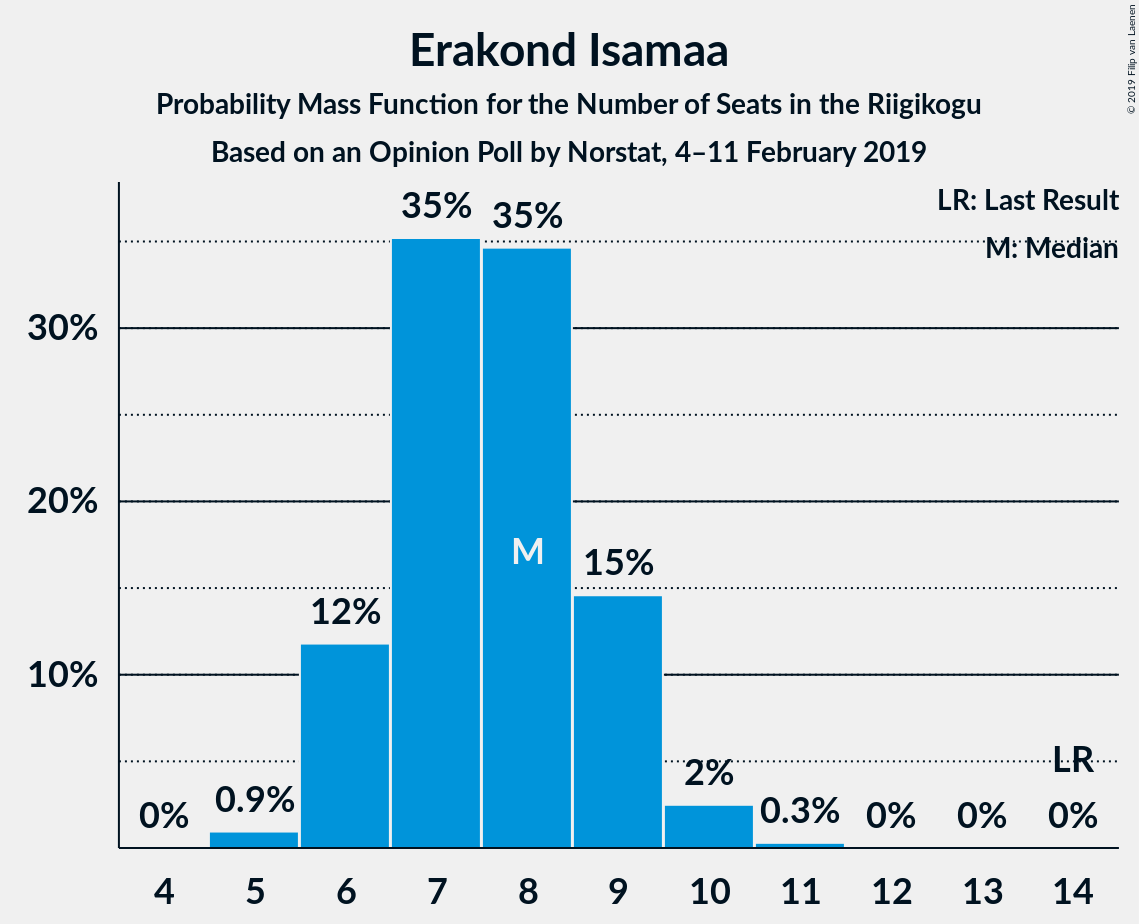 Erakond Isamaa
Probability Mass Function for the Number of Seats in the Riigikogu
Based on an Opinion Poll by Norstat, 4–11 February 2019
© 2019 Filip van Laenen
LR: Last Result
M: Median
35%
35%
30%
20%
M
15%
12%
10%
LR
2%
0%
0.9%
0.3%
0%
0%
0%
4 5 6 7 8 9 10 11 12 13 14